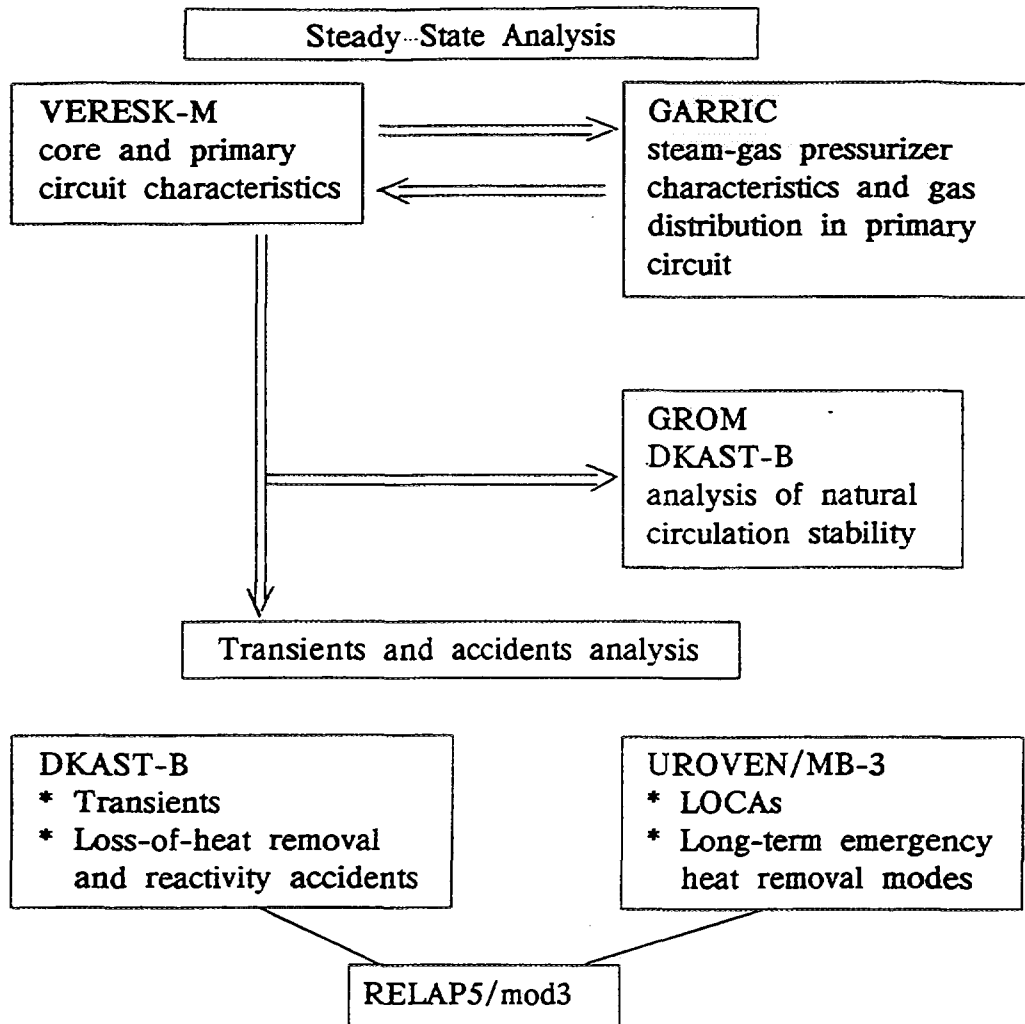 Steady State Analysis
VERESK-M
core and primary
circuit characteristics
GARRIC
steam-gas pressurizer
characteristics and gas
distribution in primary
circuit
GROM
DKAST-B
analysis of natural
circulation stability
Transients and accidents analysis
DKAST-B
* Transients
* Loss-of-heat removal
and reactivity accidents
UROVEN/MB-3
* LOCAs
* Long-term emergency
heat removal modes
RELAP5/mod3